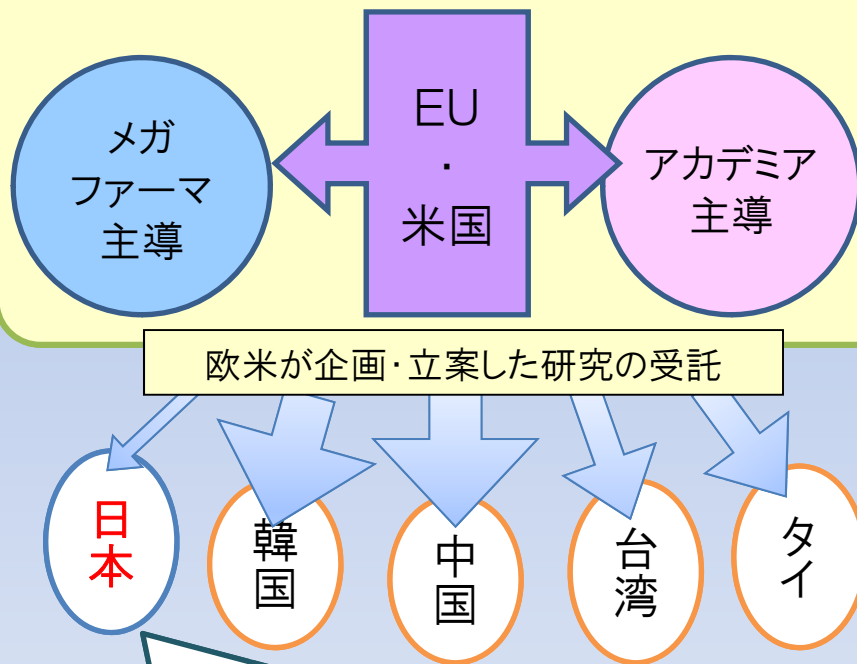 メガ
ファーマ
主導
EU
・
米国
アカデミア
主導
欧米が企画・立案した研究の受託
日本
韓国
中国
台湾
タイ